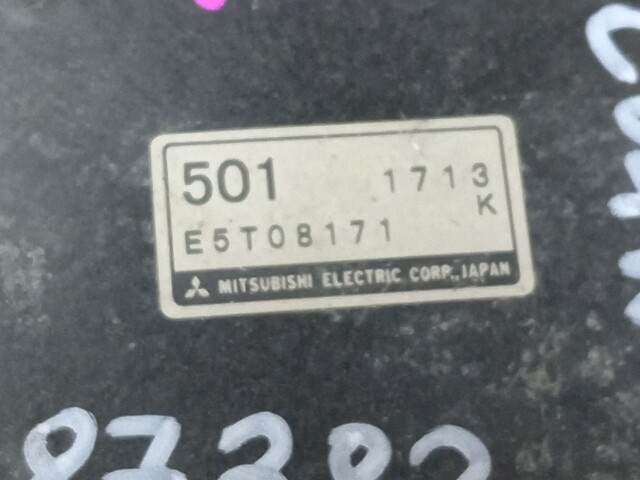 501 1713
K
E5T08171
MITSUBISHI ELECTRIC CORP., JAPAN